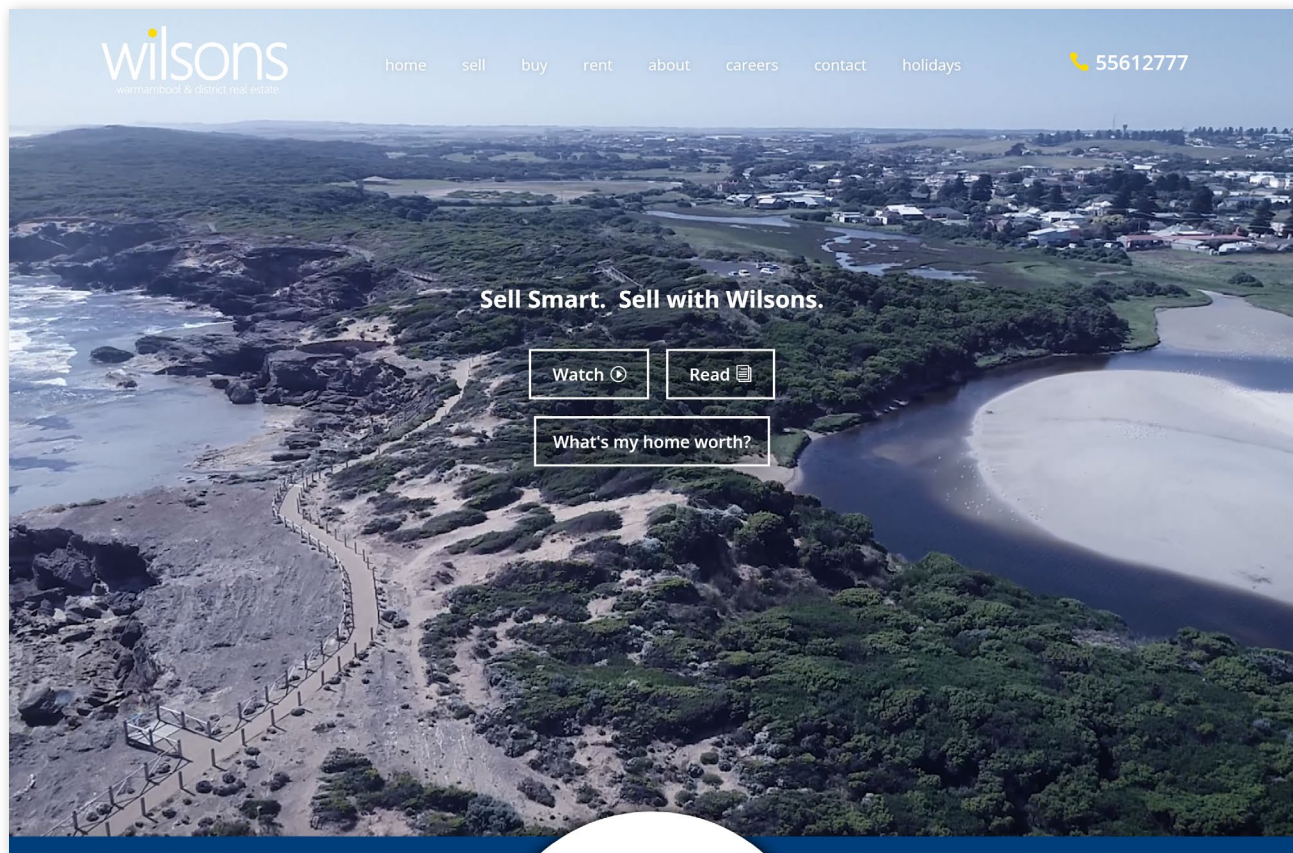 wilsons
warrnambool & district real estate
home sell buy rent about careers contact holidays
55612777
Sell Smart. Sell with Wilsons.
Watch
Read
What's my home worth?